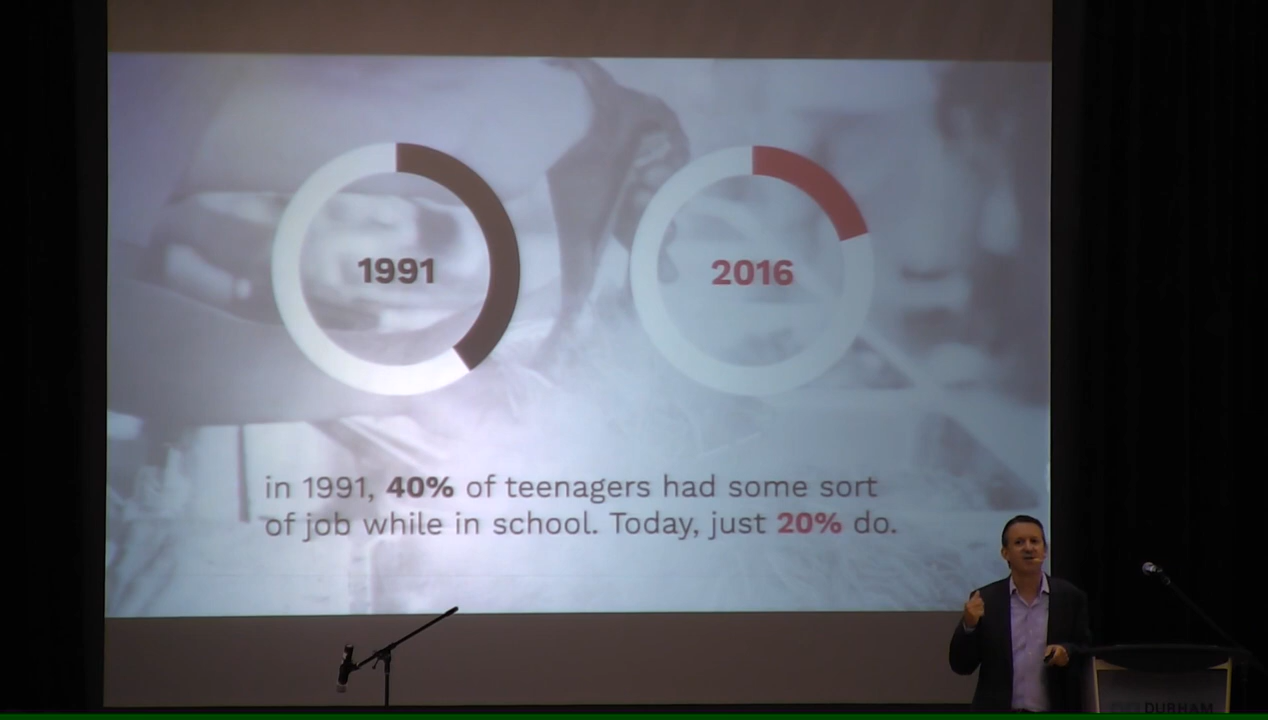 1991
2016
in 1991, 40% of teenagers had some sort
of job while in school. Today, just 20% do.
DURHAM